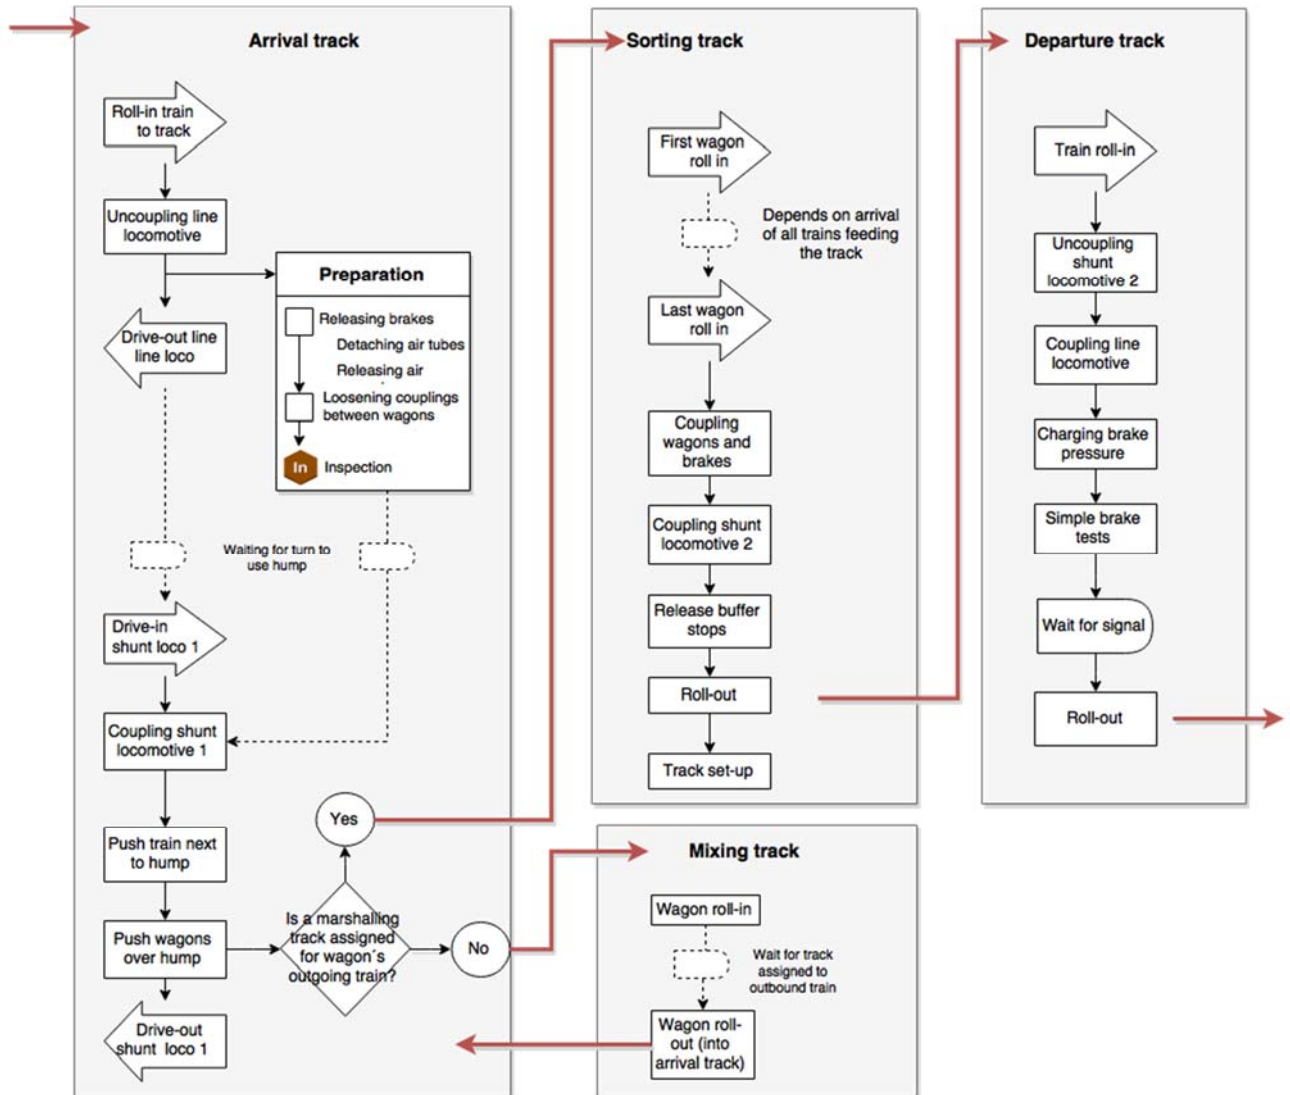 Arrival track
Roll-in train
to track
Uncoupling line
locomotive
Preparation
Releasing brakes
Detaching air tubes
Releasing air
Loosening couplings
between wagons
In
Inspection
Drive-out line
line loco
Waiting for turn to
use hump
Drive-in
shunt loco 1
Coupling shunt
locomotive 1
Push train next
to hump
Push wagons
over hump
Drive-out
shunt loco 1
Is a marshalling
track assigned
for wagon´s
outgoing train?
Yes
No
Sorting track
First wagon
roll in
Depends on arrival
of all trains feeding
the track
Last wagon
roll in
Coupling
wagons and
brakes
Coupling shunt
locomotive 2
Release buffer
stops
Roll-out
Track set-up
Mixing track
Wagon roll-in
Wait for track
assigned to
outbound train
Wagon roll-
out (into
arrival track)
Departure track
Train roll-in
Uncoupling
shunt
locomotive 2
Coupling line
locomotive
Charging brake
pressure
Simple brake
tests
Wait for signal
Roll-out